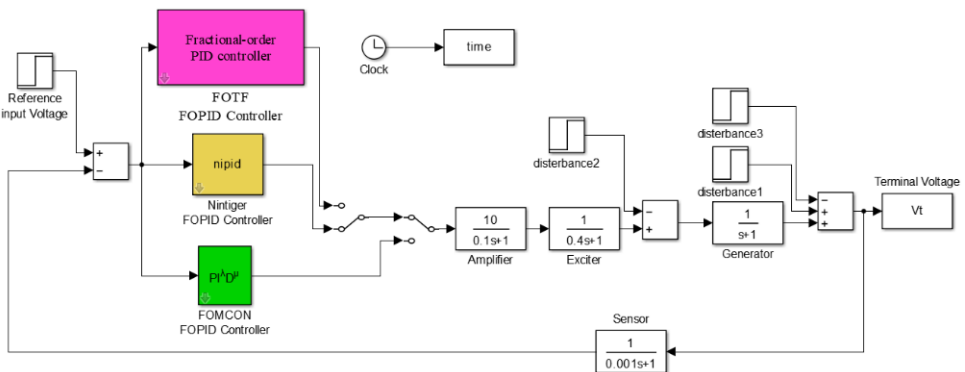 Fractional-order
PID controller
FOTF
FOPID Controller
Clock
time
Reference
input Voltage
+
−
nipid
Nintiger
FOPID Controller
PIλDμ
FOMCON
FOPID Controller
10
0.1s+1
Amplifier
1
0.4s+1
Exciter
disterbance2
−
+
1
s+1
Generator
disterbance3
disterbance1
−
+
+
Terminal Voltage
Vt
Sensor
1
0.001s+1